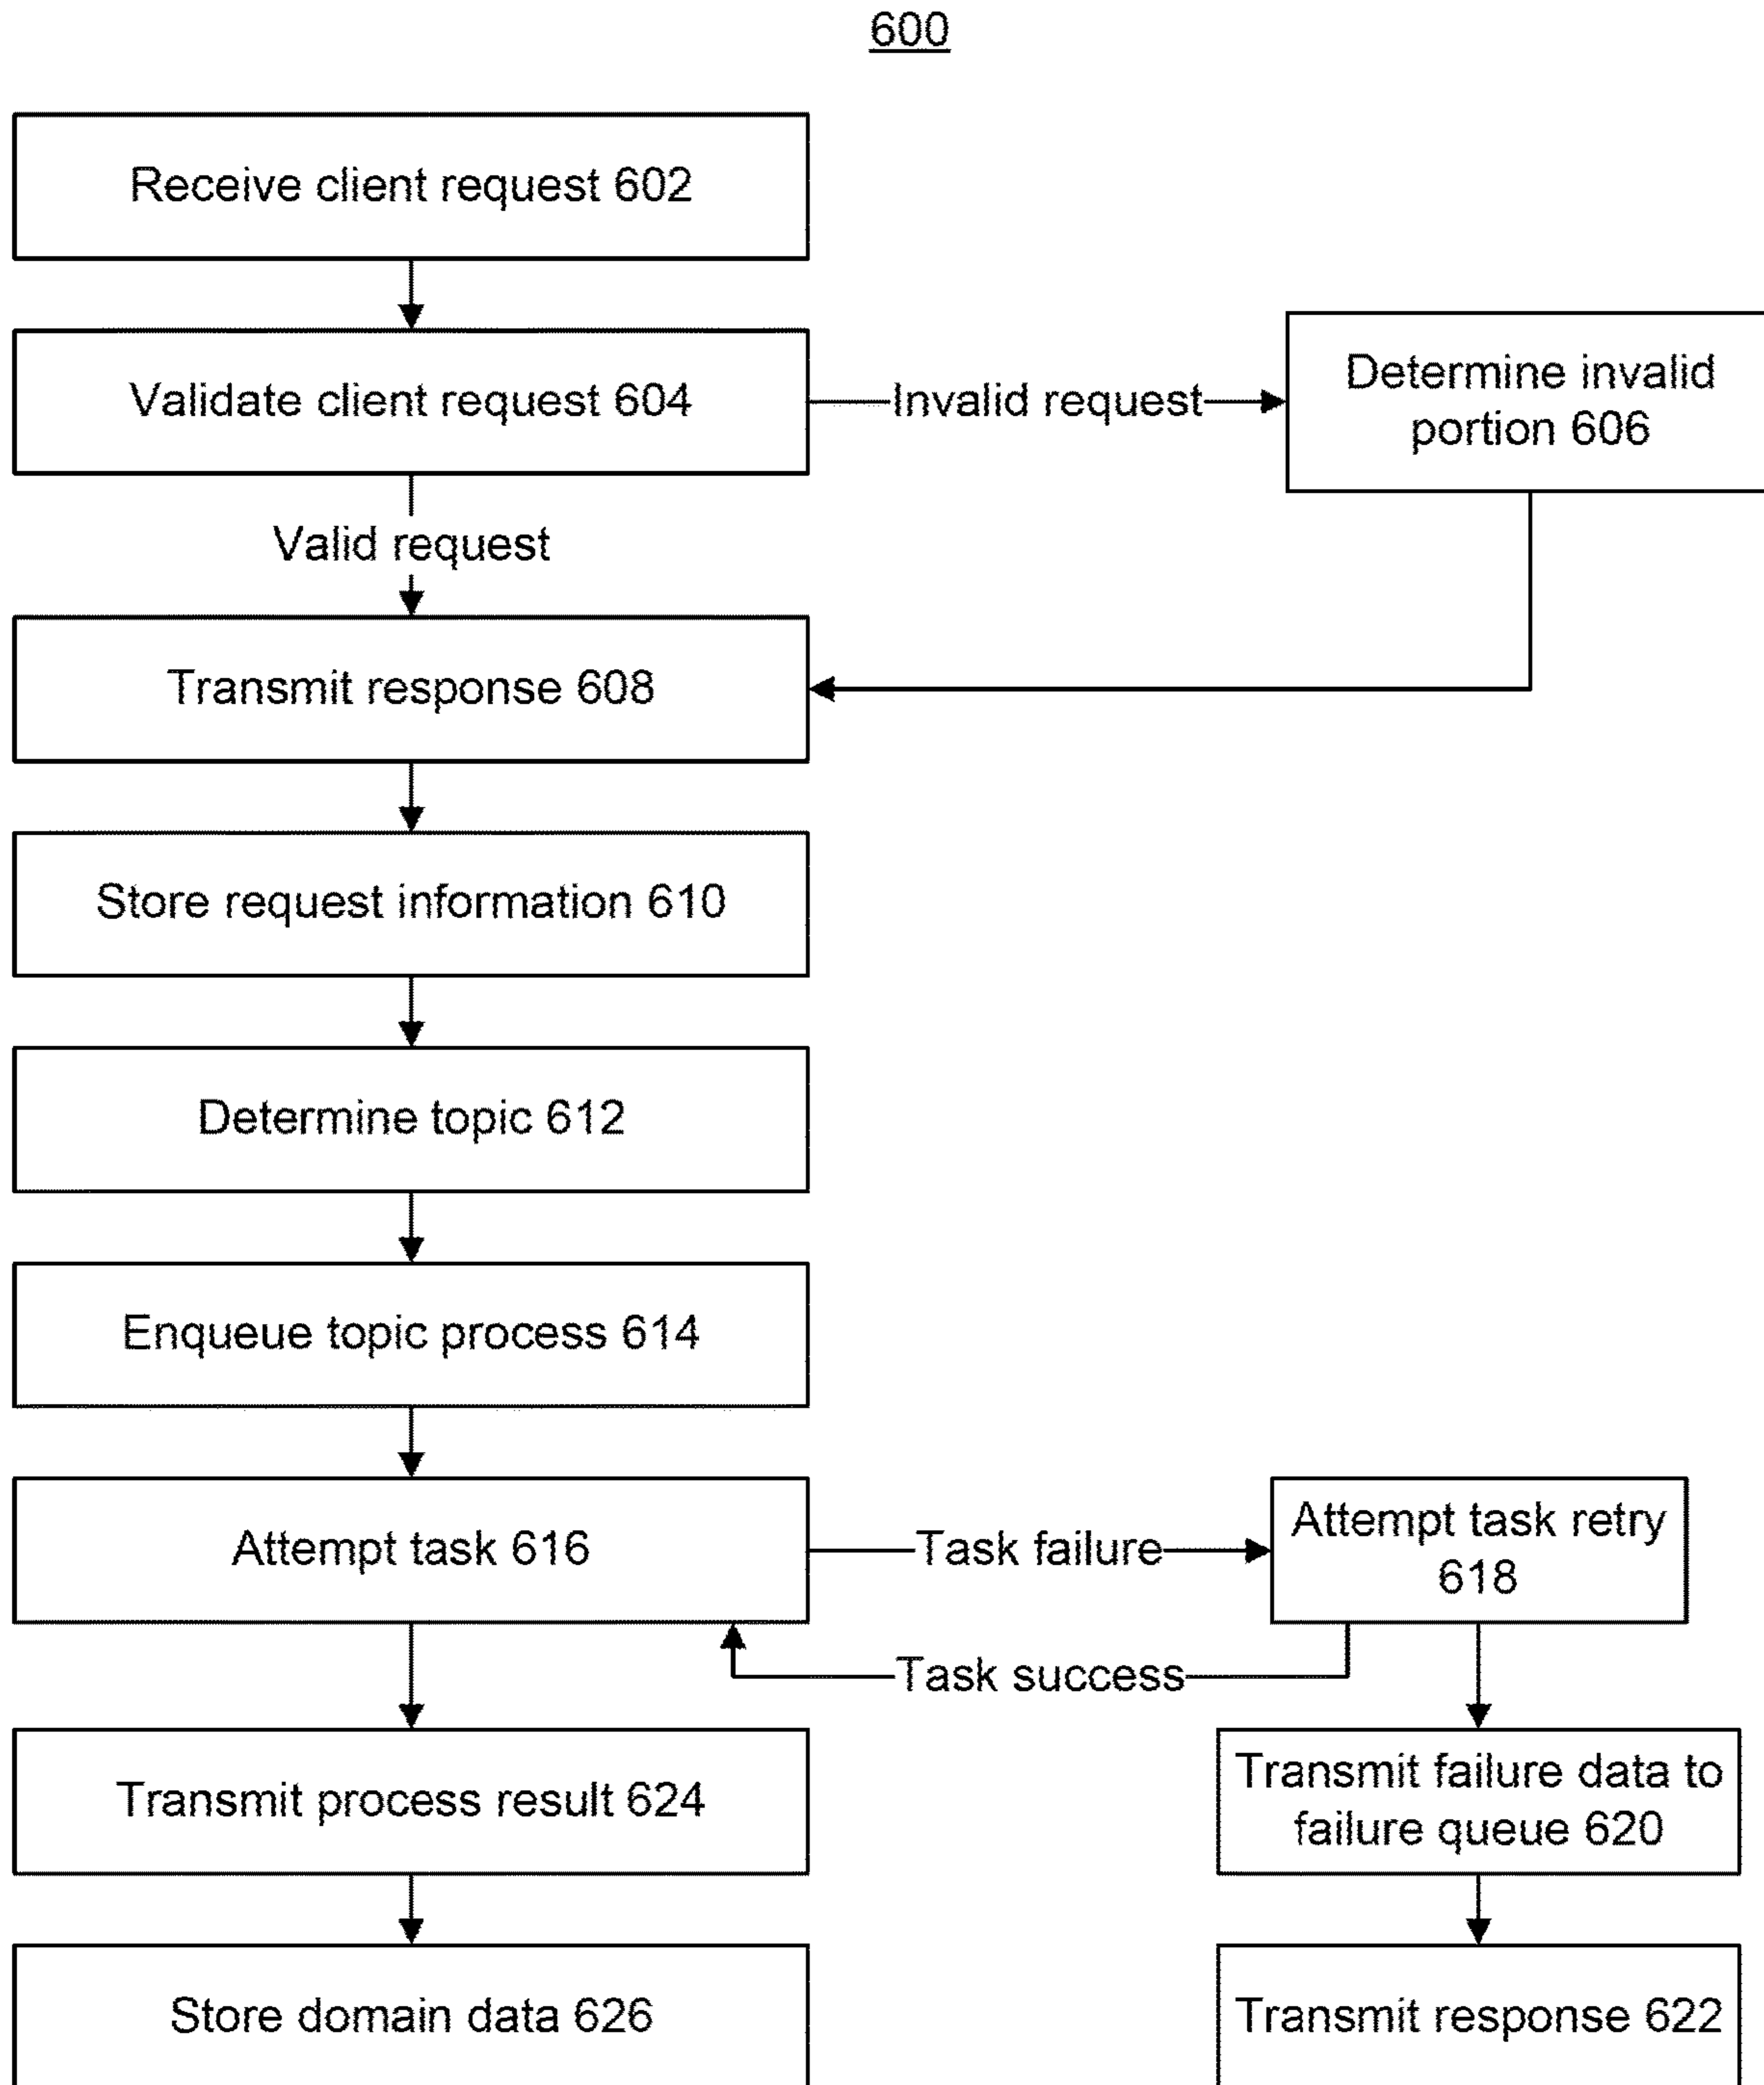 600
Receive client request 602
Validate client request 604
Invalid request
Determine invalid
portion 606
Valid request
Transmit response 608
Store request information 610
Determine topic 612
Enqueue topic process 614
Attempt task 616
Task failure
Attempt task retry
618
Task success
Transmit process result 624
Transmit failure data to
failure queue 620
Store domain data 626
Transmit response 622